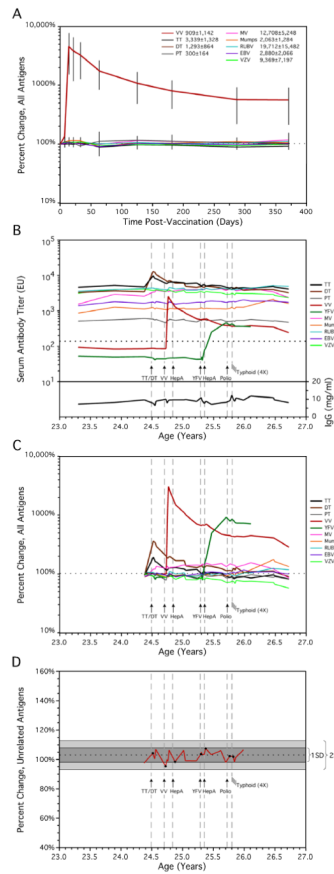 A
10,000%
1000%
100%
10%
Percent Change, All Antigens
VV 909±1,142
TT 3,339±1,328
DT 1,293±864
PT 500±164
MV 12,708±5,248
Mumps 2,063±1,284
RUBV 19,712±15,482
EBV 2,890±2,066
VZV 9,368±7,197
0 50 100 150 200 250 300 350 400
Time Post-Vaccination (Days)
B
Serum Antibody Titer (EU)
10⁵
10⁴
10³
10²
10¹
TT
DT
PT
VV
YFV
MV
Mum
RUB
EBV
VZV
TT/DT VV HepA YFV HepA Polio Typhoid (4X)
20
10
0
IgG (mg/ml)
23.0 23.5 24.0 24.5 25.0 25.5 26.0 26.5 27.0
Age (Years)
C
10,000%
1000%
100%
10%
Percent Change, All Antigens
TT
DT
PT
VV
YFV
MV
Mum
RUB
EBV
VZV
TT/DT VV HepA YFV HepA Polio Typhoid (4X)
23.0 23.5 24.0 24.5 25.0 25.5 26.0 26.5 27.0
Age (Years)
D
160%
140%
120%
100%
80%
60%
40%
Percent Change, Unrelated Antigens
1SD 2
TT/DT VV HepA YFV HepA Polio Typhoid (4X)
23.0 23.5 24.0 24.5 25.0 25.5 26.0 26.5 27.0
Age (Years)